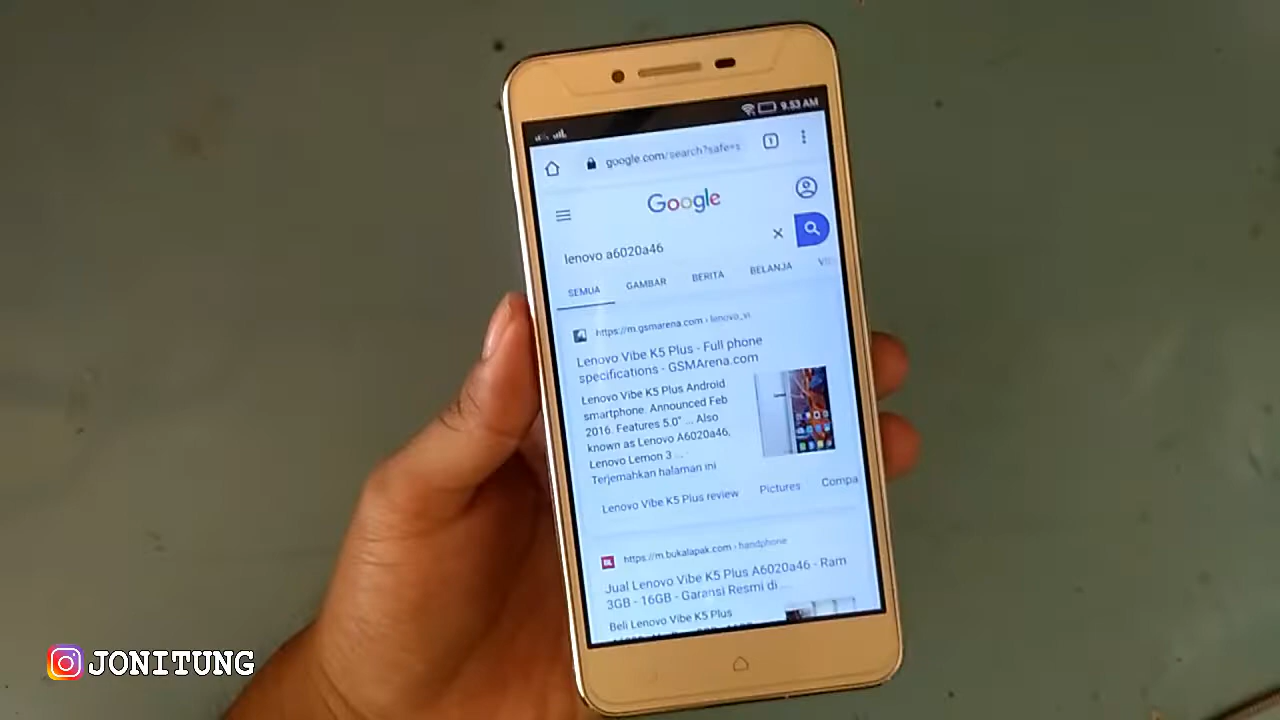 9.53 AM
google.com/search?safe=s
1
Google
lenovo a6020a46
SEMUA GAMBAR BERITA BELANJA
https://m.gsmarena.com › lenovo_vi
Lenovo Vibe K5 Plus - Full phone
specifications - GSMArena.com
Lenovo Vibe K5 Plus Android
smartphone. Announced Feb
2016. Features 5.0" ... Also
known as Lenovo A6020a46,
Lenovo Lemon 3 ...
Terjemahkan halaman ini
Lenovo Vibe K5 Plus review Pictures Compa
https://m.bukalapak.com › handphone
Jual Lenovo Vibe K5 Plus A6020a46 - Ram
3GB - 16GB - Garansi Resmi di ...
Beli Lenovo Vibe K5 Plus
JONITUNG